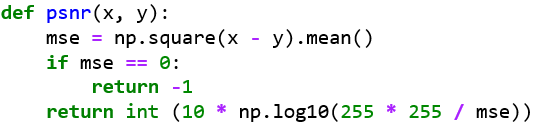 def psnr(x, y):
    mse = np.square(x - y).mean()
    if mse == 0:
        return -1
    return int (10 * np.log10(255 * 255 / mse))